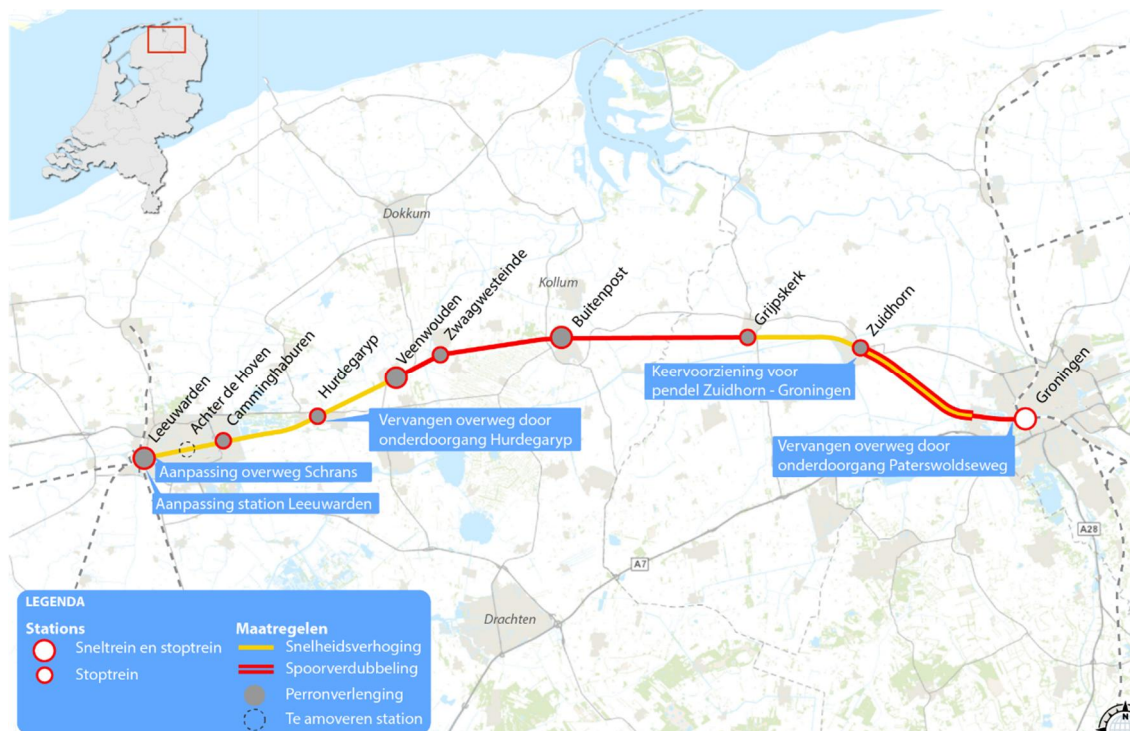 Dokkum
Kollum
Leeuwarden
Achter de Hoven
Camminghaburen
Hurdegaryp
Veenwouden
Zwaagwesteinde
Buitenpost
Grijpskerk
Zuidhorn
Groningen
Keervoorziening voor
pendel Zuidhorn - Groningen
Vervangen overweg door
onderdoorgang Hurdegaryp
Vervangen overweg door
onderdoorgang Paterswoldseweg
Aanpassing overweg Schrans
Aanpassing station Leeuwarden
A28
A7
Drachten
LEGENDA
Stations
Sneltrein en stoptrein
Stoptrein
Maatregelen
Snelheidsverhoging
Spoorverdubbeling
Perronverlenging
Te amoveren station
N